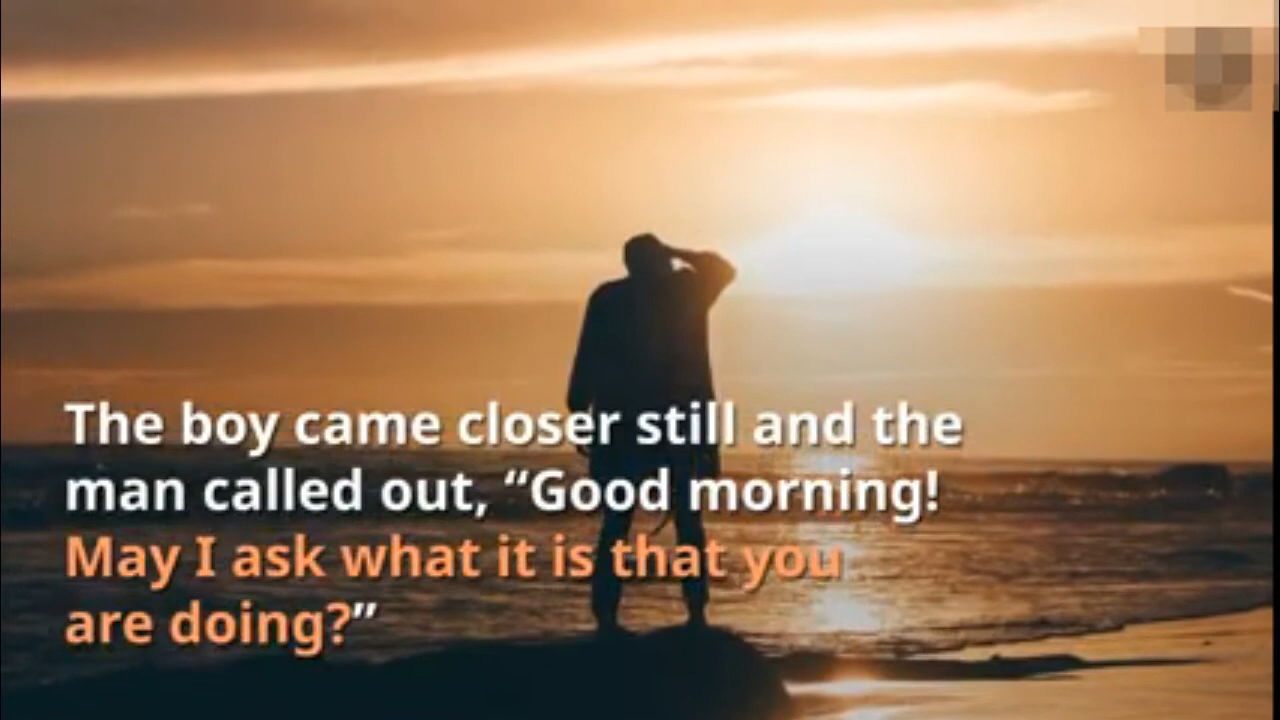 The boy came closer still and the
man called out, “Good morning!
May I ask what it is that you
are doing?”